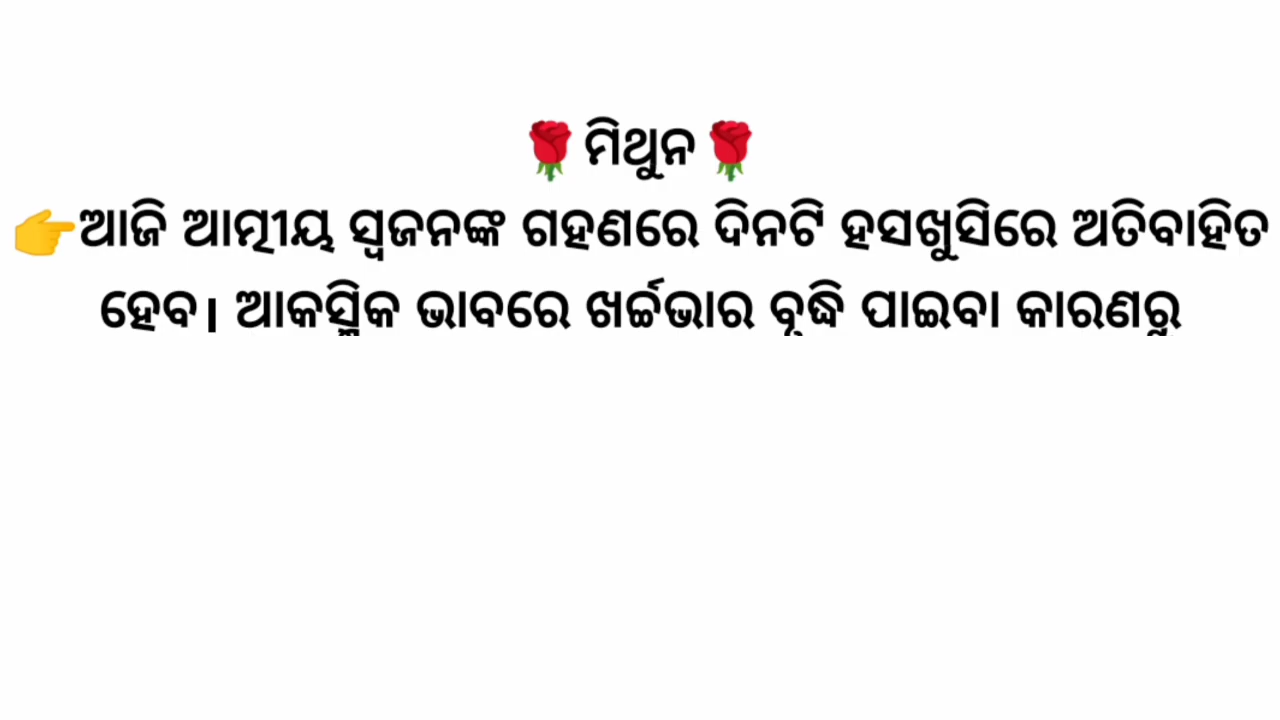 🌹ମିଥୁନ🌹
👉ଆଜି ଆତ୍ମୀୟ ସ୍ୱଜନଙ୍କ ଗହଣରେ ଦିନଟି ହସଖୁସିରେ ଅତିବାହିତ
ହେବ। ଆକସ୍ମିକ ଭାବରେ ଖର୍ଚ୍ଚଭାର ବୃଦ୍ଧି ପାଇବା କାରଣରୁ